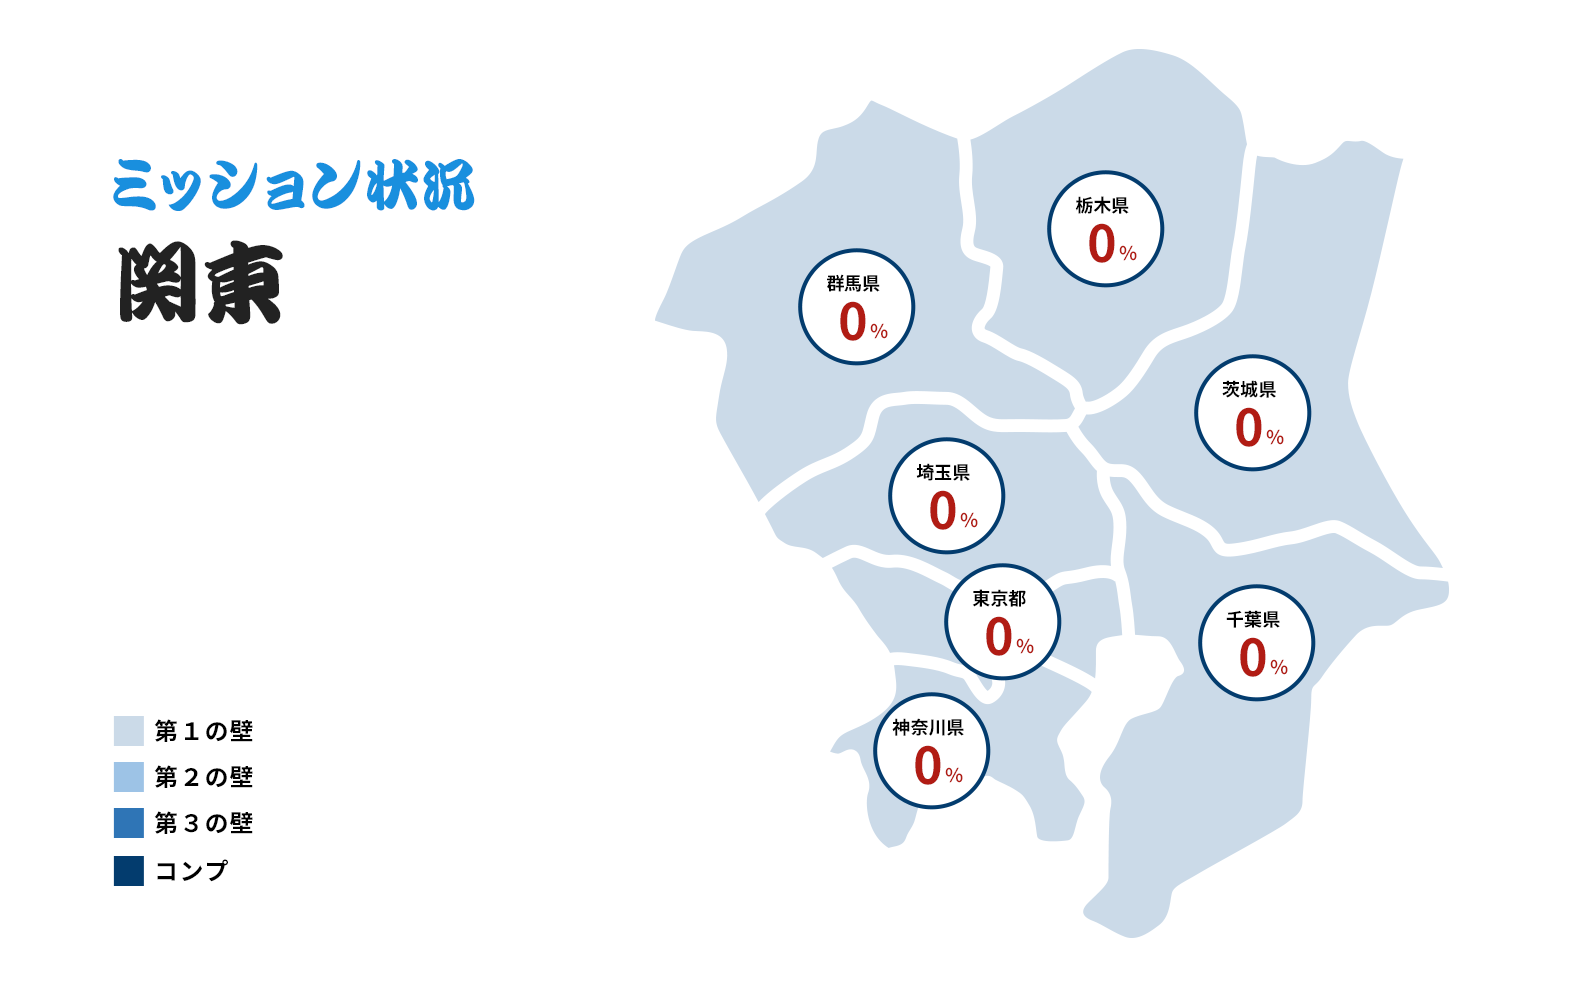 ミッション状況
関東
栃木県
0%
群馬県
0%
茨城県
0%
埼玉県
0%
東京都
0%
千葉県
0%
神奈川県
0%
第１の壁
第２の壁
第３の壁
コンプ